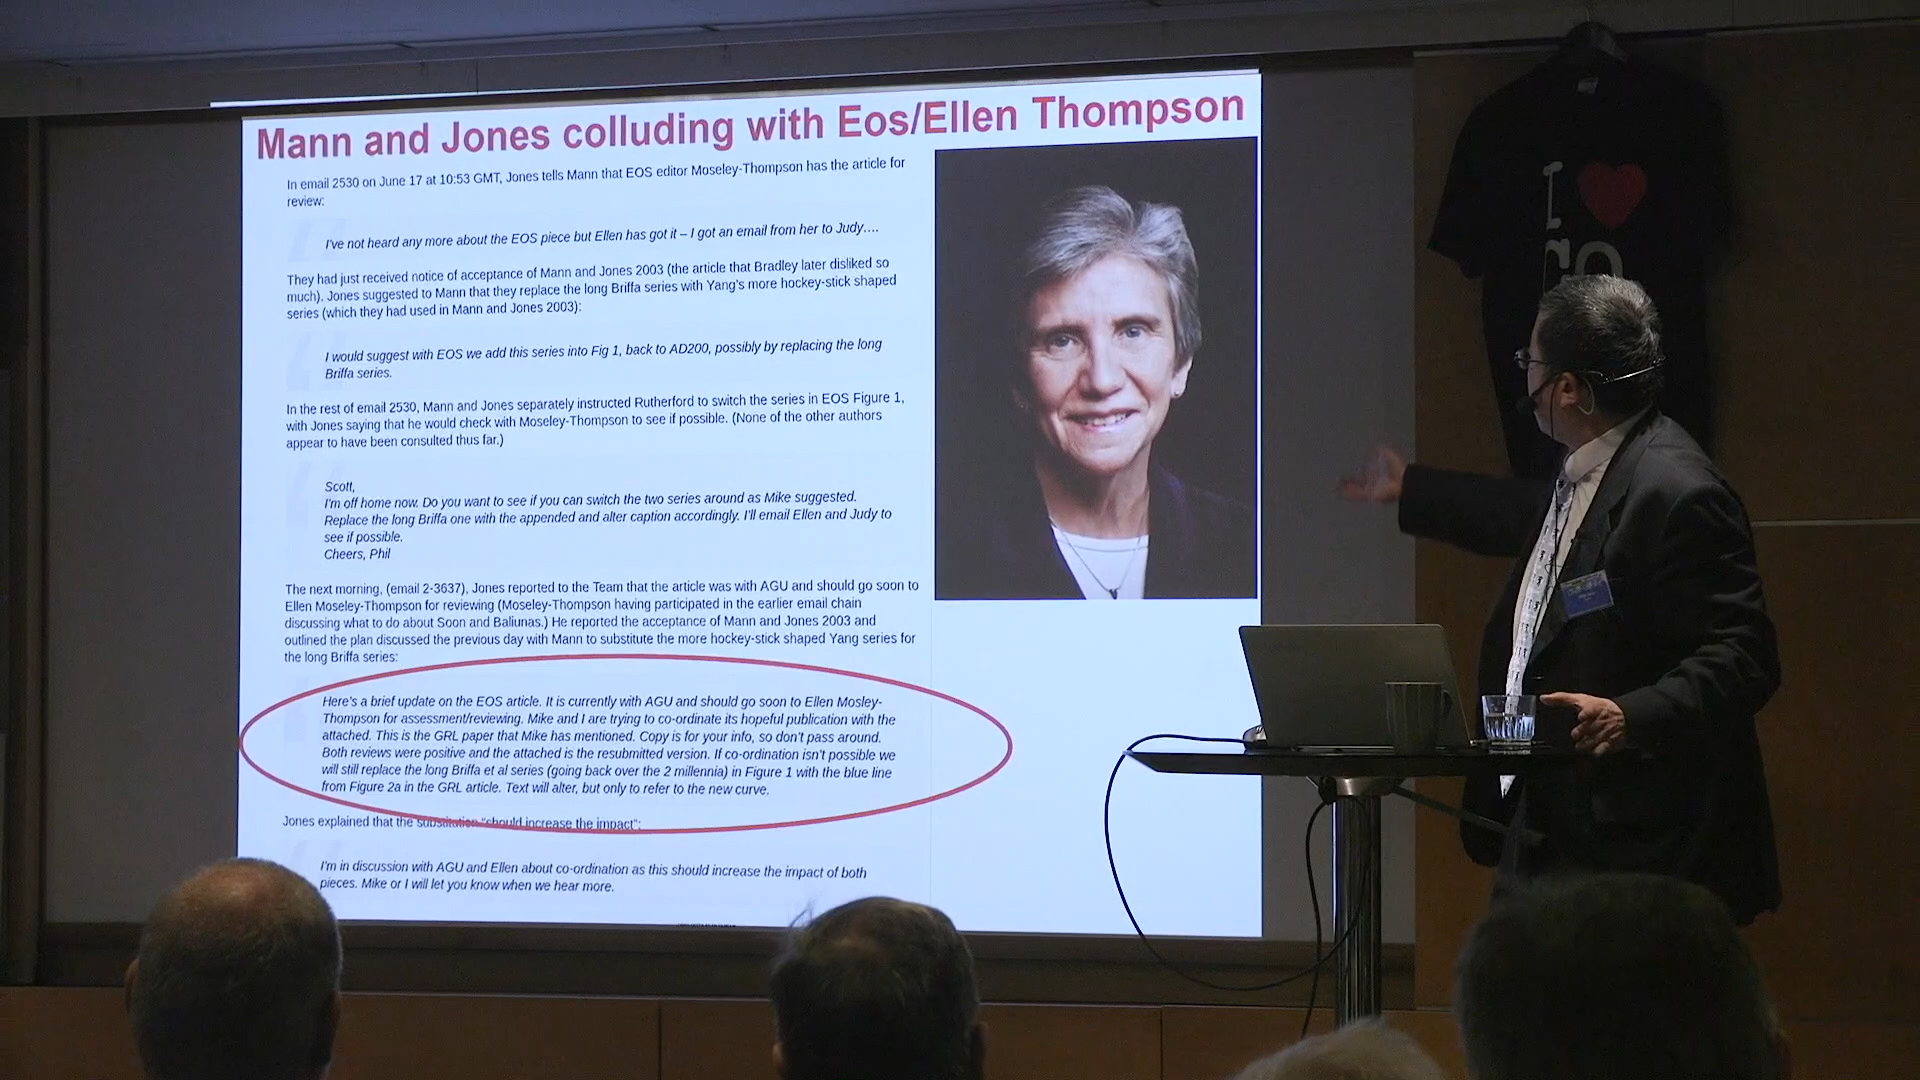 Mann and Jones colluding with Eos/Ellen Thompson
In email 2530 on June 17 at 10:53 GMT, Jones tells Mann that EOS editor Moseley-Thompson has the article for
review:
I've not heard any more about the EOS piece but Ellen has got it – I got an email from her to Judy….
They had just received notice of acceptance of Mann and Jones 2003 (the article that Bradley later disliked so
much). Jones suggested to Mann that they replace the long Briffa series with Yang's more hockey-stick shaped
series (which they had used in Mann and Jones 2003):
I would suggest with EOS we add this series into Fig 1, back to AD200, possibly by replacing the long
Briffa series.
In the rest of email 2530, Mann and Jones separately instructed Rutherford to switch the series in EOS Figure 1,
with Jones saying that he would check with Moseley-Thompson to see if possible. (None of the other authors
appear to have been consulted thus far.)
Scott,
I'm off home now. Do you want to see if you can switch the two series around as Mike suggested.
Replace the long Briffa one with the appended and alter caption accordingly. I'll email Ellen and Judy to
see if possible.
Cheers, Phil
The next morning, (email 2-3637), Jones reported to the Team that the article was with AGU and should go soon to
Ellen Moseley-Thompson for reviewing (Moseley-Thompson having participated in the earlier email chain
discussing what to do about Soon and Baliunas.) He reported the acceptance of Mann and Jones 2003 and
outlined the plan discussed the previous day with Mann to substitute the more hockey-stick shaped Yang series for
the long Briffa series:
Here's a brief update on the EOS article. It is currently with AGU and should go soon to Ellen Mosley-
Thompson for assessment/reviewing. Mike and I are trying to co-ordinate its hopeful publication with the
attached. This is the GRL paper that Mike has mentioned. Copy is for your info, so don't pass around.
Both reviews were positive and the attached is the resubmitted version. If co-ordination isn't possible we
will still replace the long Briffa et al series (going back over the 2 millennia) in Figure 1 with the blue line
from Figure 2a in the GRL article. Text will alter, but only to refer to the new curve.
Jones explained that the substitution "should increase the impact":
I'm in discussion with AGU and Ellen about co-ordination as this should increase the impact of both
pieces. Mike or I will let you know when we hear more.
I